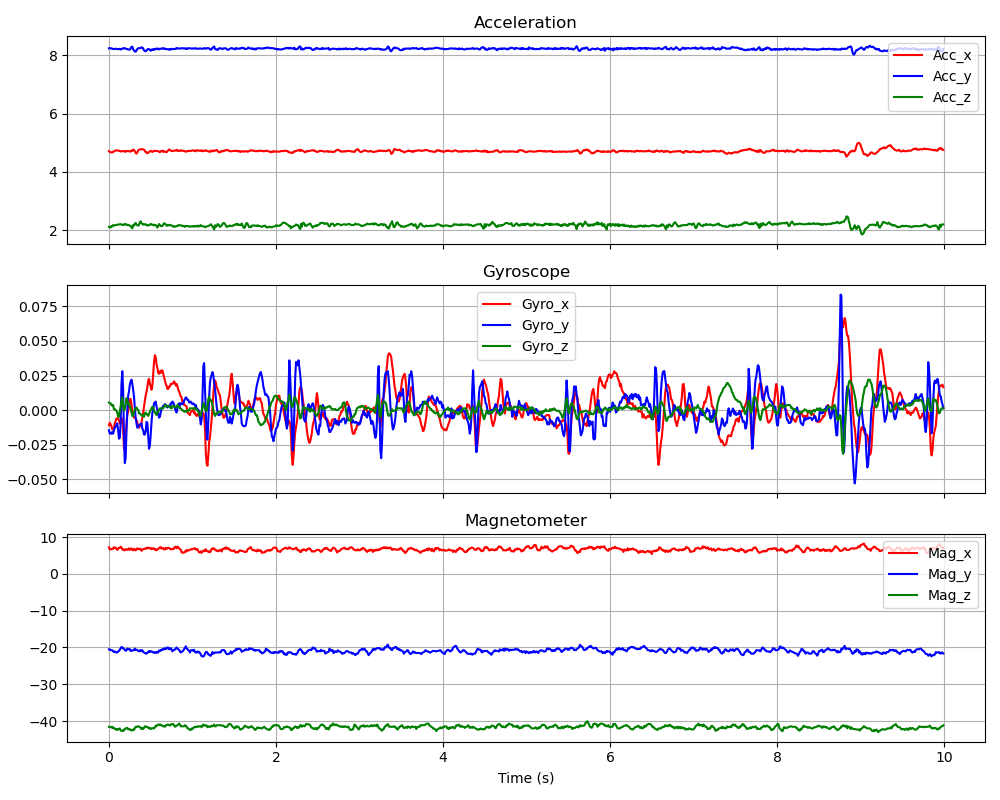 Acceleration
8
6
4
2
Acc_x
Acc_y
Acc_z
Gyroscope
0.075
0.050
0.025
0.000
−0.025
−0.050
Gyro_x
Gyro_y
Gyro_z
Magnetometer
10
0
−10
−20
−30
−40
Mag_x
Mag_y
Mag_z
0 2 4 6 8 10
Time (s)